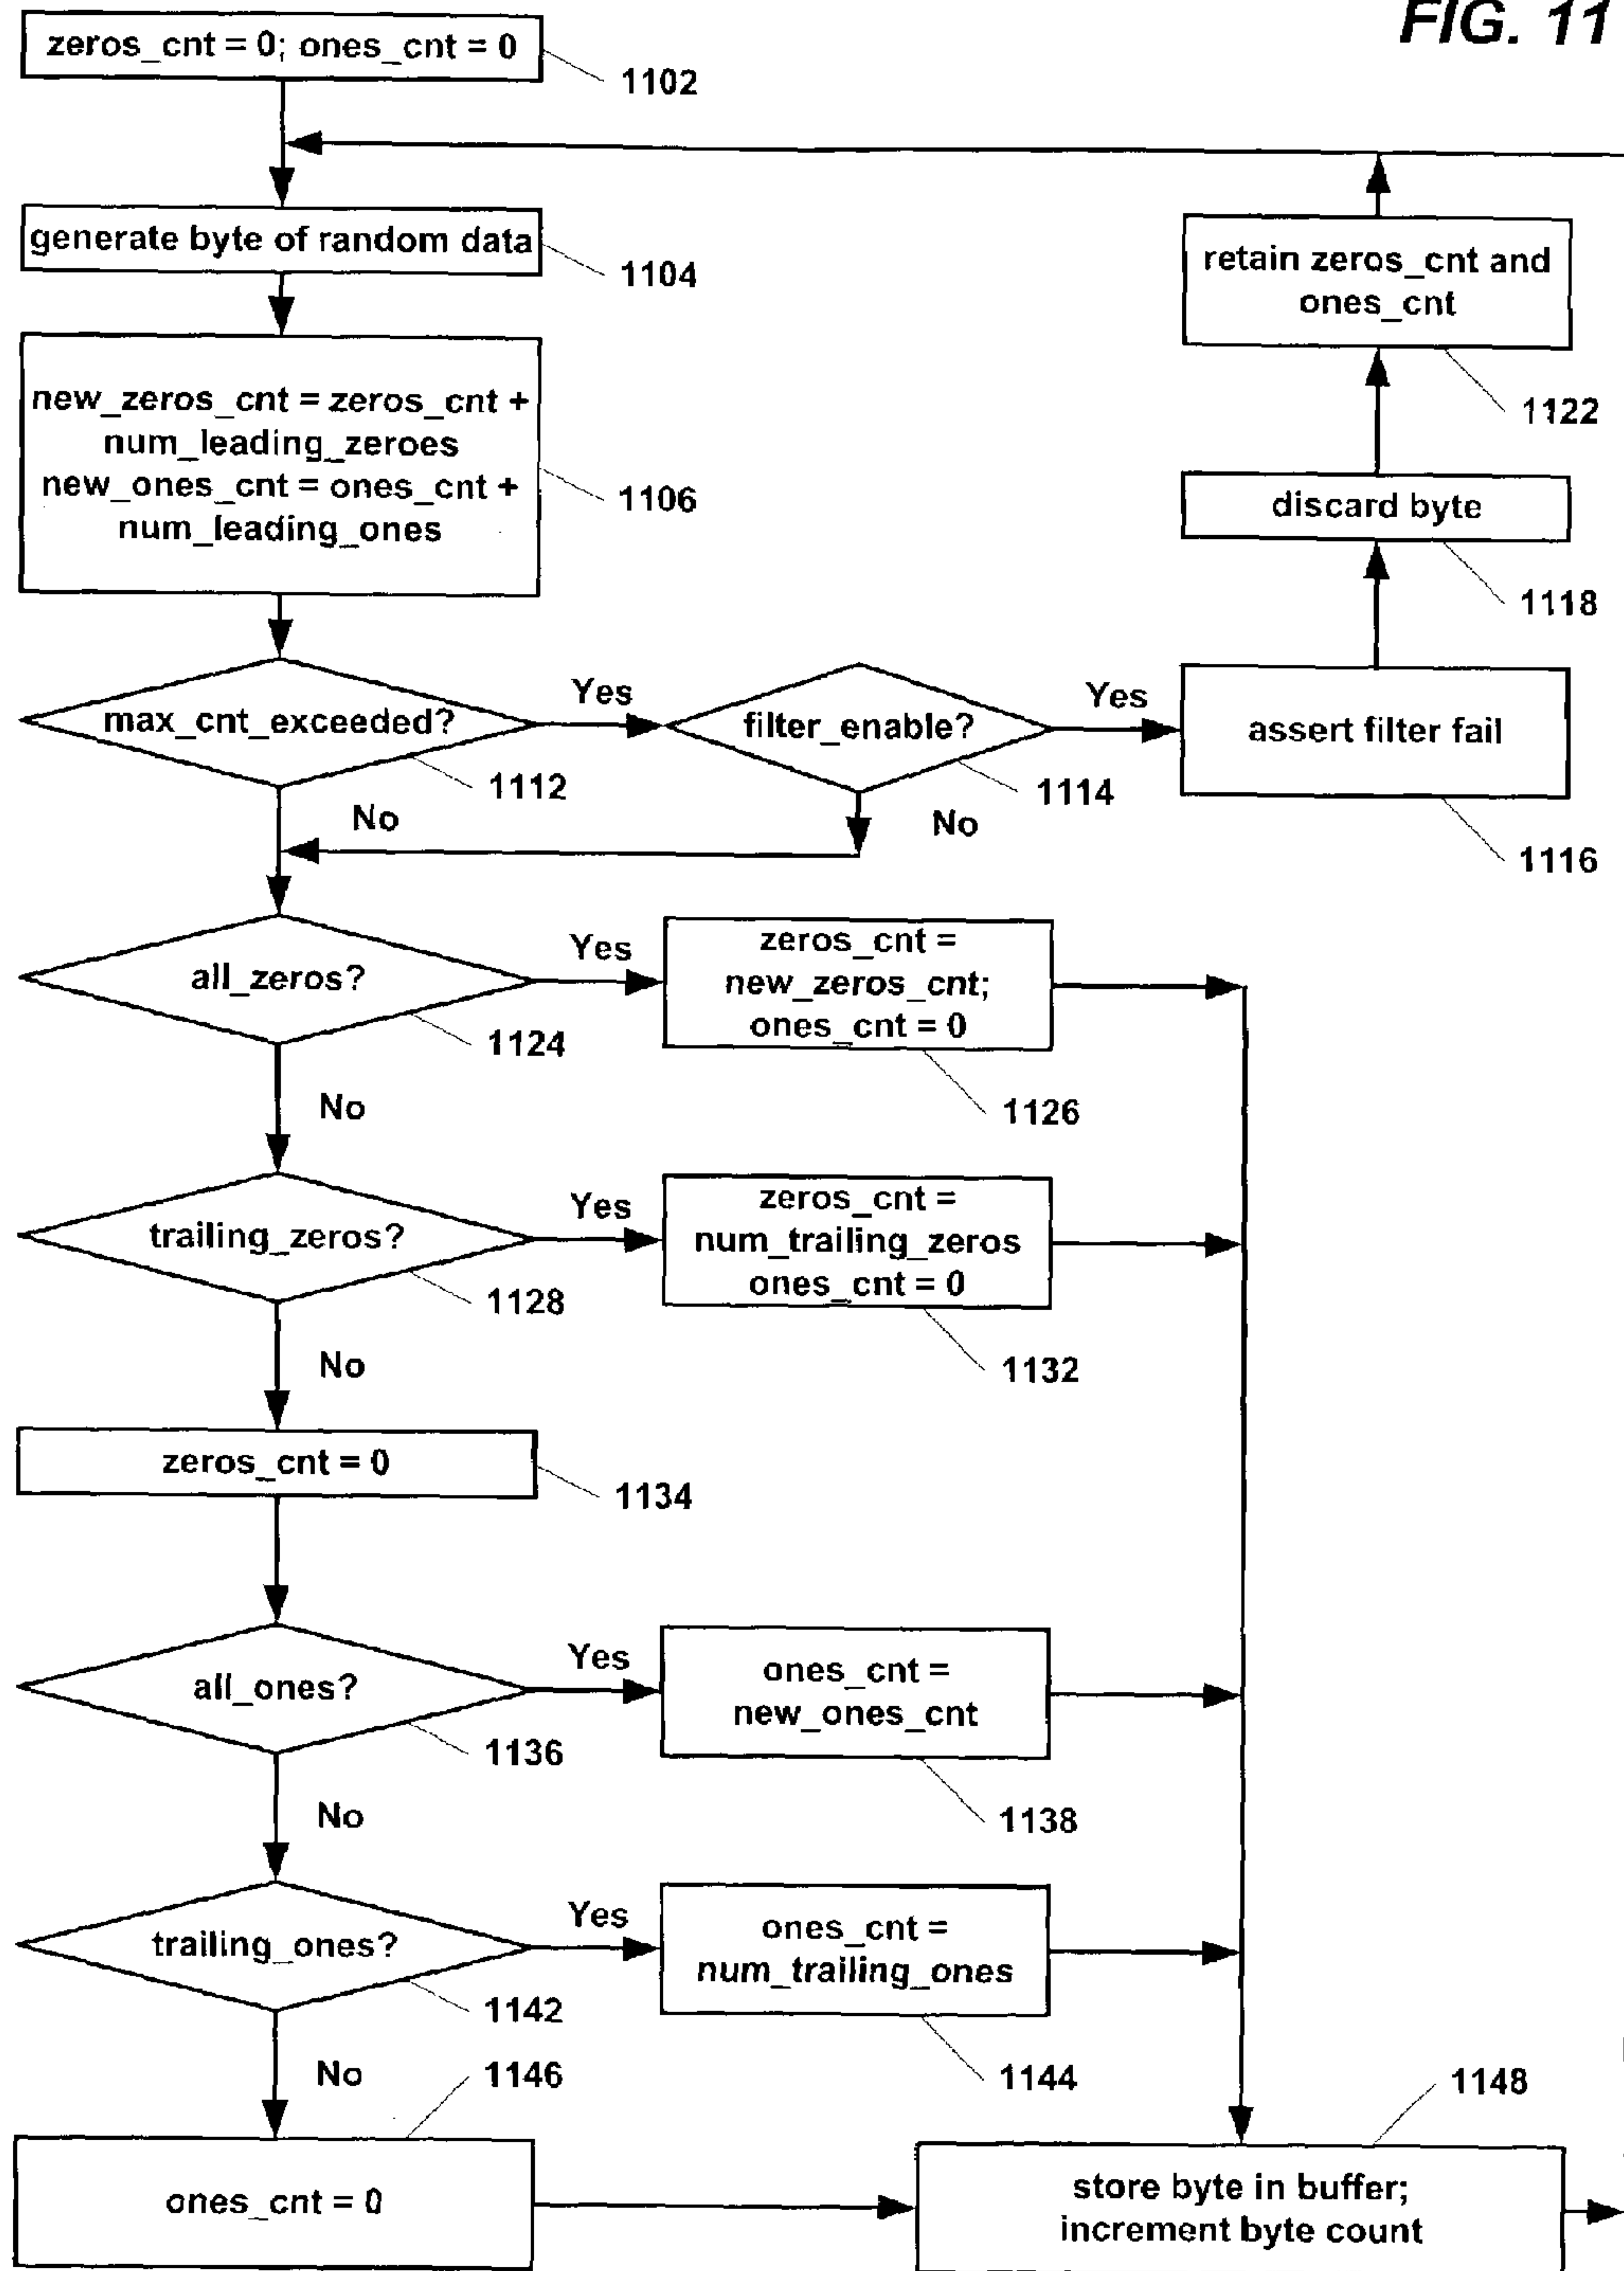 FIG. 11
zeros_cnt = 0; ones_cnt = 0
1102
generate byte of random data
1104
retain zeros_cnt and
ones_cnt
1122
new_zeros_cnt = zeros_cnt +
num_leading_zeroes
new_ones_cnt = ones_cnt +
num_leading_ones
1106
discard byte
1118
max_cnt_exceeded?
1112
Yes
No
filter_enable?
1114
Yes
No
assert filter fail
1116
all_zeros?
1124
Yes
No
zeros_cnt =
new_zeros_cnt;
ones_cnt = 0
1126
trailing_zeros?
1128
Yes
No
zeros_cnt =
num_trailing_zeros
ones_cnt = 0
1132
zeros_cnt = 0
1134
all_ones?
1136
Yes
No
ones_cnt =
new_ones_cnt
1138
trailing_ones?
1142
Yes
No
ones_cnt =
num_trailing_ones
1144
1146
ones_cnt = 0
1148
store byte in buffer;
increment byte count